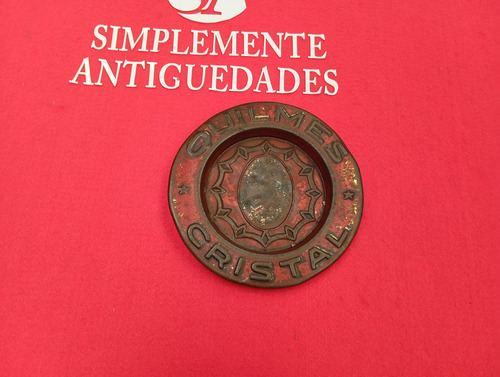 SIMPLEMENTE
ANTIGUEDADES
QUILMES
CRISTAL